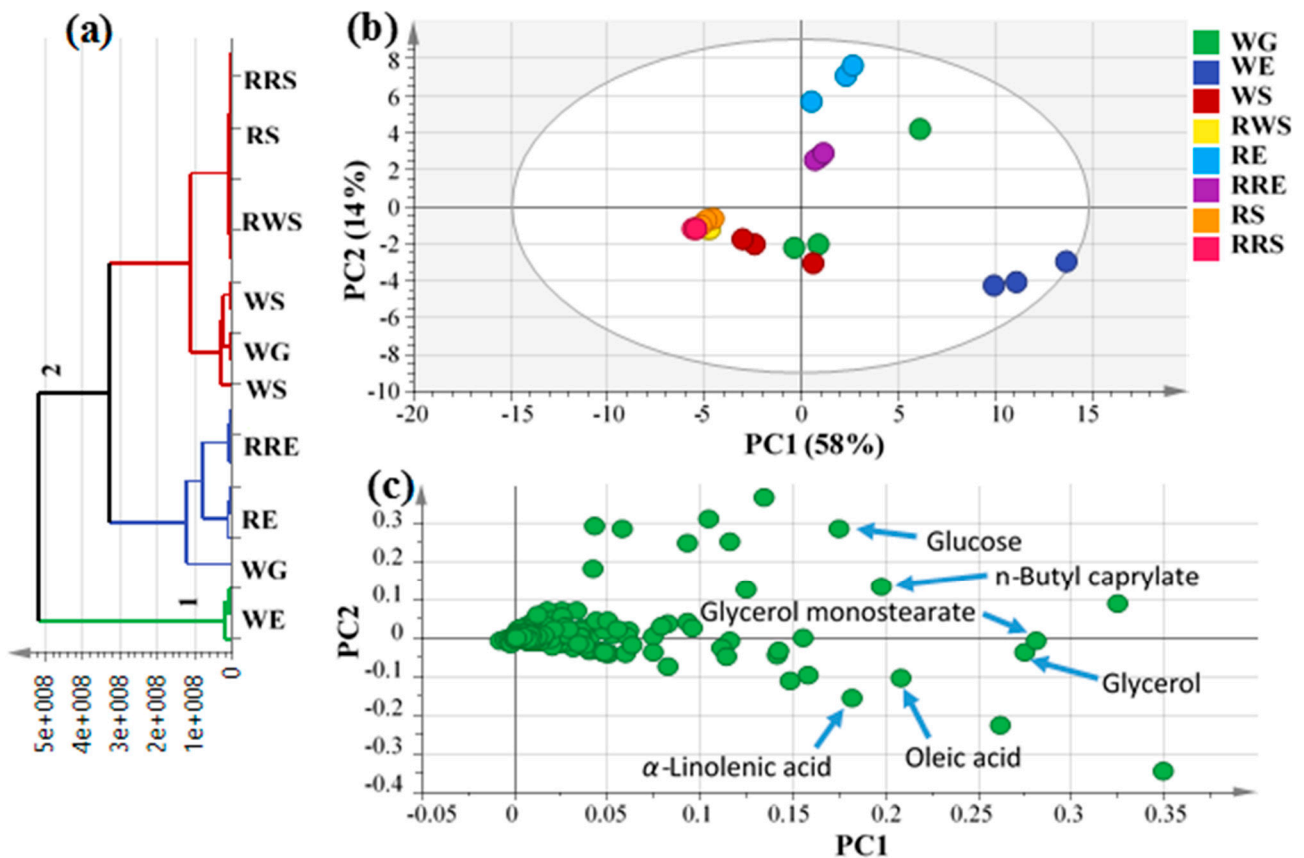 (a)
RRS
RS
RWS
WS
WG
WS
RRE
RE
WG
WE
2
1
5e+008
4e+008
3e+008
2e+008
1e+008
0
(b)
8
6
4
2
0
-2
-4
-6
-8
-10
PC2 (14%)
-20
-15
-10
-5
0
5
10
15
PC1 (58%)
WG
WE
WS
RWS
RE
RRE
RS
RRS
(c)
0.3
0.2
0.1
0
-0.1
-0.2
-0.3
-0.4
PC2
Glucose
n-Butyl caprylate
Glycerol monostearate
Glycerol
Oleic acid
α-Linolenic acid
-0.05
0
0.05
0.1
0.15
0.2
0.25
0.3
0.35
PC1